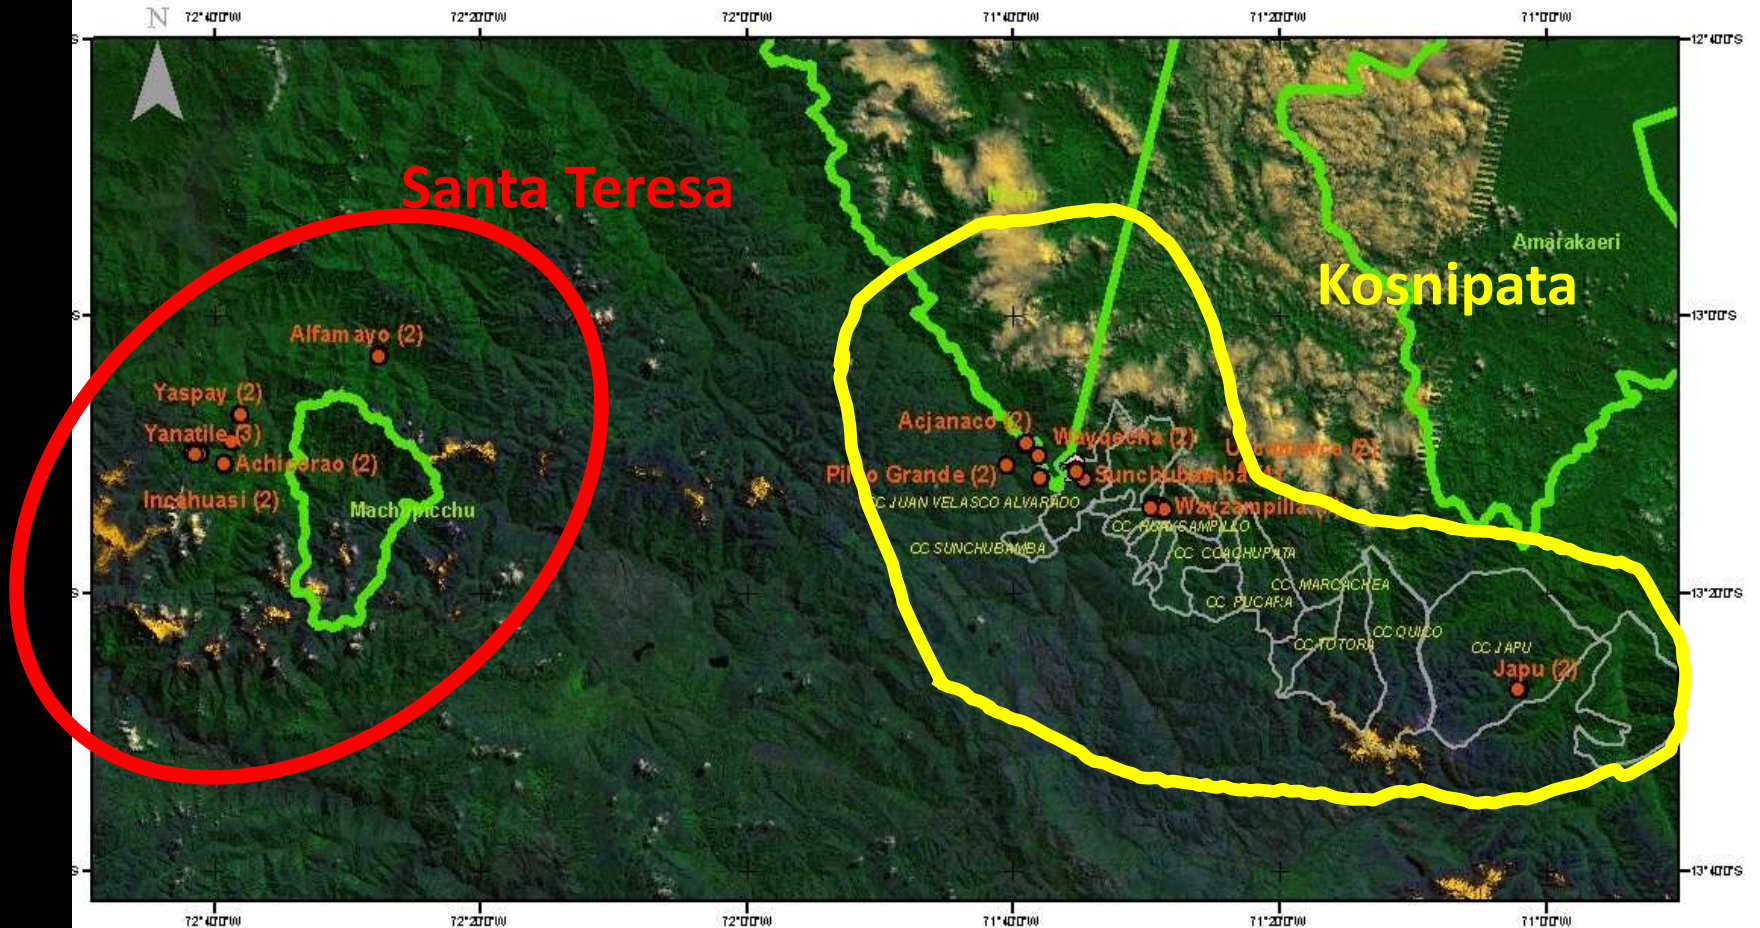 N
72°40'0"W 72°20'0"W 72°0'0"W 71°40'0"W 71°20'0"W 71°0'0"W
12°40'0"S
Santa Teresa
Amarakaeri
Kosnipata
13°0'0"S
Alfamayo (2)
Yaspay (2)
Acjanaco (2)
Yanatile (3)
Wayqecha (2)
Achicorao (2)
Sunchubamba
Incahuasi (2)
Grande (2)
CC JUAN VELASCO ALVARADO
Machupicchu
Wayzampilla
CC HUAYSAMPILLO
CC SUNCHUBAMBA
CC COACHUPATA
CC MARCACHEA
13°20'0"S
CC PUCARA
CC QUICO
CC TOTORA
CC JAPU
Japu (2)
13°40'0"S
72°40'0"W 72°20'0"W 72°0'0"W 71°40'0"W 71°20'0"W 71°0'0"W